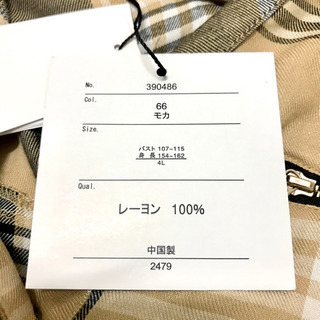 No. 390486
Col.
66
モカ
Size.
バスト 107-115
身 長 154-162
4L
Qual.
レーヨン 100%
中国製
2479